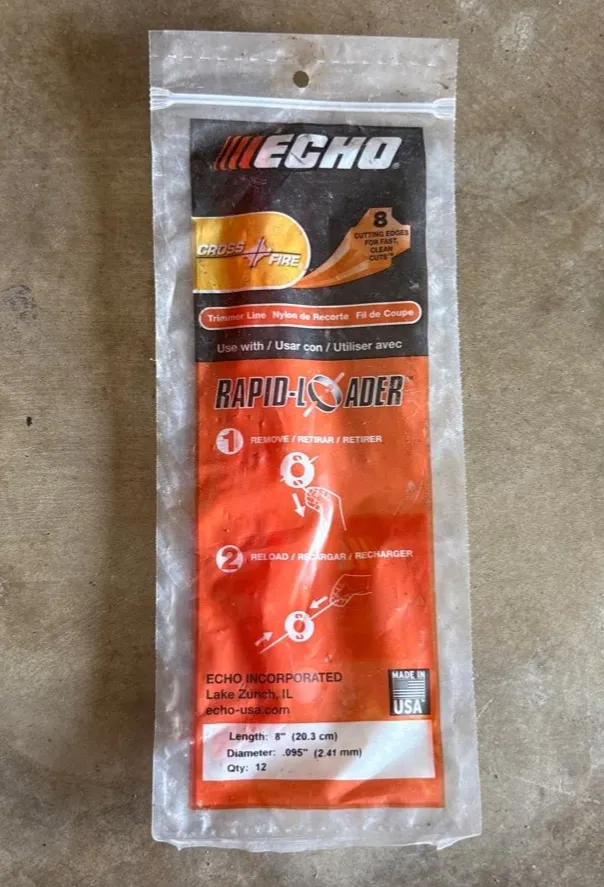 ECHO®
CROSS FIRE
8
CUTTING EDGES
FOR FAST,
CLEAN
CUTS™
Trimmer Line Nylon de Recorte Fil de Coupe
Use with / Usar con / Utiliser avec
RAPID-LOADER™
1 REMOVE / RETIRAR / RETIRER
2 RELOAD / RECARGAR / RECHARGER
ECHO INCORPORATED
Lake Zurich, IL
echo-usa.com
MADE IN
USA
Length: 8" (20.3 cm)
Diameter: .095" (2.41 mm)
Qty: 12